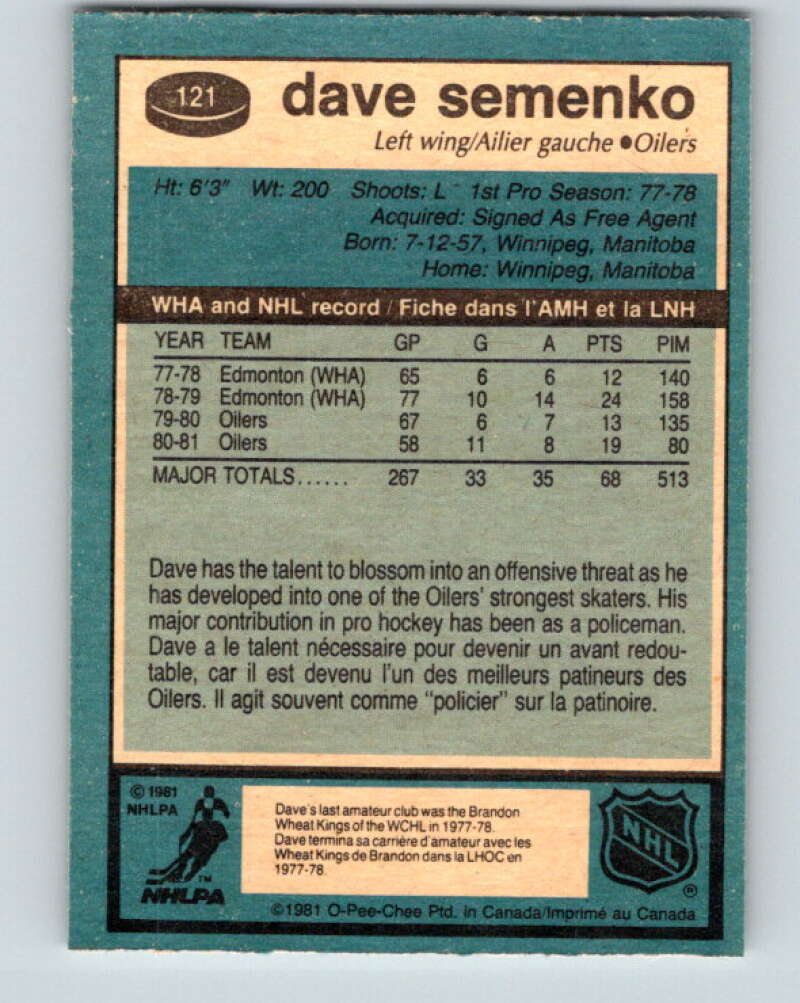 121
dave semenko
Left wing/Ailier gauche ●Oilers
Ht: 6'3" Wt: 200 Shoots: L 1st Pro Season: 77-78
Acquired: Signed As Free Agent
Born: 7-12-57, Winnipeg, Manitoba
Home: Winnipeg, Manitoba
WHA and NHL record / Fiche dans l'AMH et la LNH
YEAR TEAM GP G A PTS PIM
77-78 Edmonton (WHA) 65 6 6 12 140
78-79 Edmonton (WHA) 77 10 14 24 158
79-80 Oilers 67 6 7 13 135
80-81 Oilers 58 11 8 19 80
MAJOR TOTALS...... 267 33 35 68 513
Dave has the talent to blossom into an offensive threat as he
has developed into one of the Oilers' strongest skaters. His
major contribution in pro hockey has been as a policeman.
Dave a le talent nécessaire pour devenir un avant redou-
table, car il est devenu l'un des meilleurs patineurs des
Oilers. Il agit souvent comme "policier" sur la patinoire.
© 1981
NHLPA
TM
NHLPA
Dave's last amateur club was the Brandon
Wheat Kings of the WCHL in 1977-78.
Dave termina sa carrière d'amateur avec les
Wheat Kings de Brandon dans la LHOC en
1977-78
NHL
®
©1981 O-Pee-Chee Ptd. in Canada/Imprimé au Canada